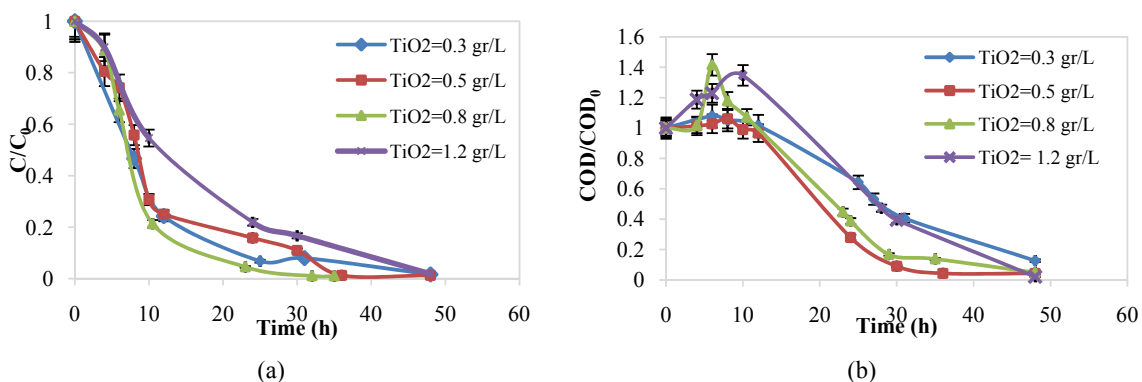 C/C0
1
0.8
0.6
0.4
0.2
0
0 10 20 30 40 50 60
Time (h)
TiO2=0.3 gr/L
TiO2=0.5 gr/L
TiO2=0.8 gr/L
TiO2=1.2 gr/L
(a)
COD/COD0
1.6
1.4
1.2
1
0.8
0.6
0.4
0.2
0
0 10 20 30 40 50 60
Time (h)
TiO2=0.3 gr/L
TiO2=0.5 gr/L
TiO2=0.8 gr/L
TiO2= 1.2 gr/L
(b)